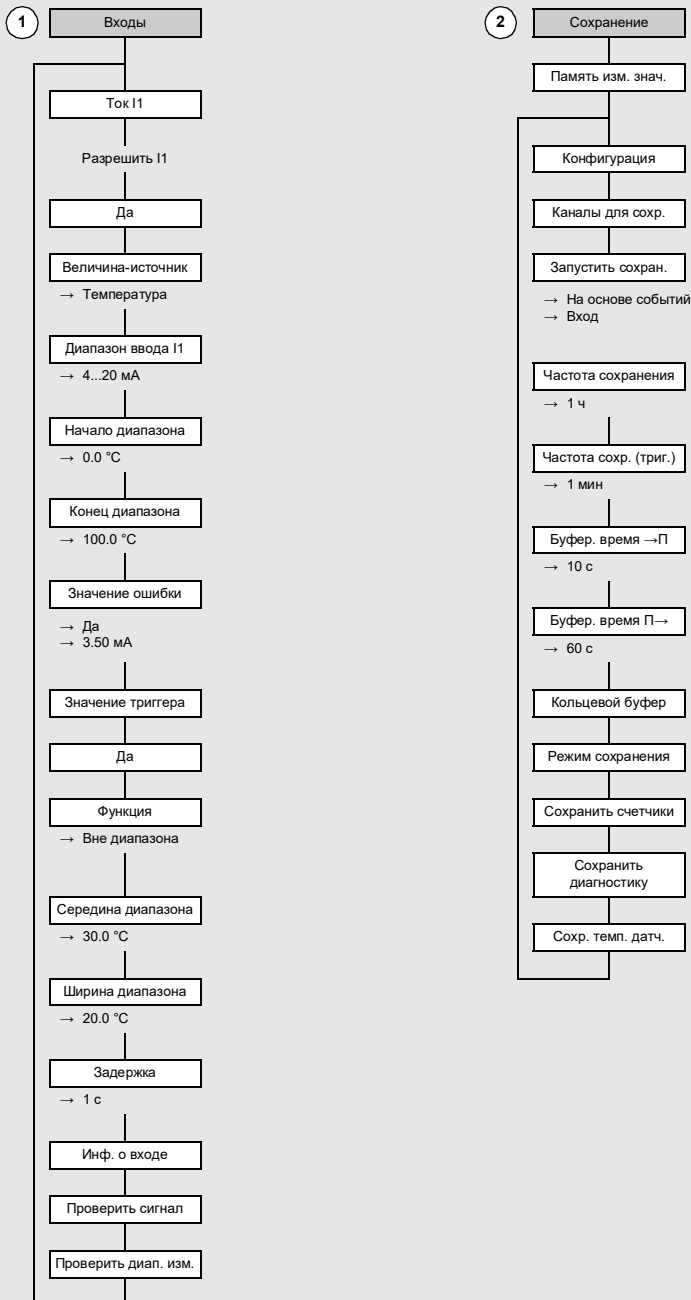 1
Входы
Ток I1
Разрешить I1
Да
Величина-источник
→ Температура
Диапазон ввода I1
→ 4...20 мА
Начало диапазона
→ 0.0 °C
Конец диапазона
→ 100.0 °C
Значение ошибки
→ Да
→ 3.50 мА
Значение триггера
Да
Функция
→ Вне диапазона
Середина диапазона
→ 30.0 °C
Ширина диапазона
→ 20.0 °C
Задержка
→ 1 с
Инф. о входе
Проверить сигнал
Проверить диап. изм.
2
Сохранение
Память изм. знач.
Конфигурация
Каналы для сохр.
Запустить сохран.
→ На основе событий
→ Вход
Частота сохранения
→ 1 ч
Частота сохр. (триг.)
→ 1 мин
Буфер. время →П
→ 10 с
Буфер. время П→
→ 60 с
Кольцевой буфер
Режим сохранения
Сохранить счетчики
Сохранить
диагностику
Сохр. темп. датч.